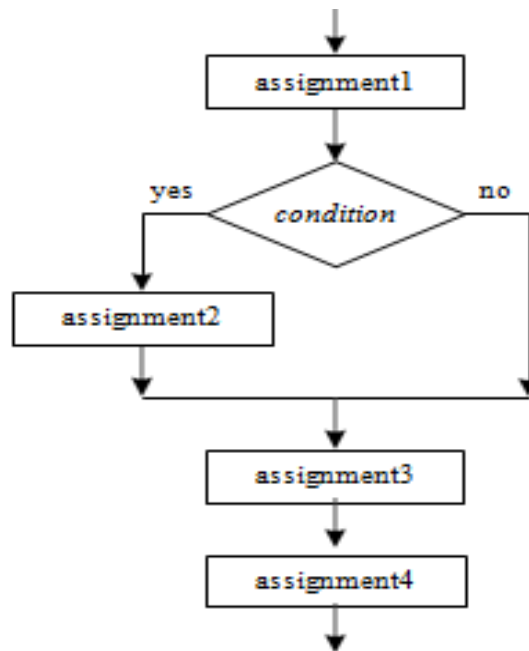 assignment1
yes
no
condition
assignment2
assignment3
assignment4